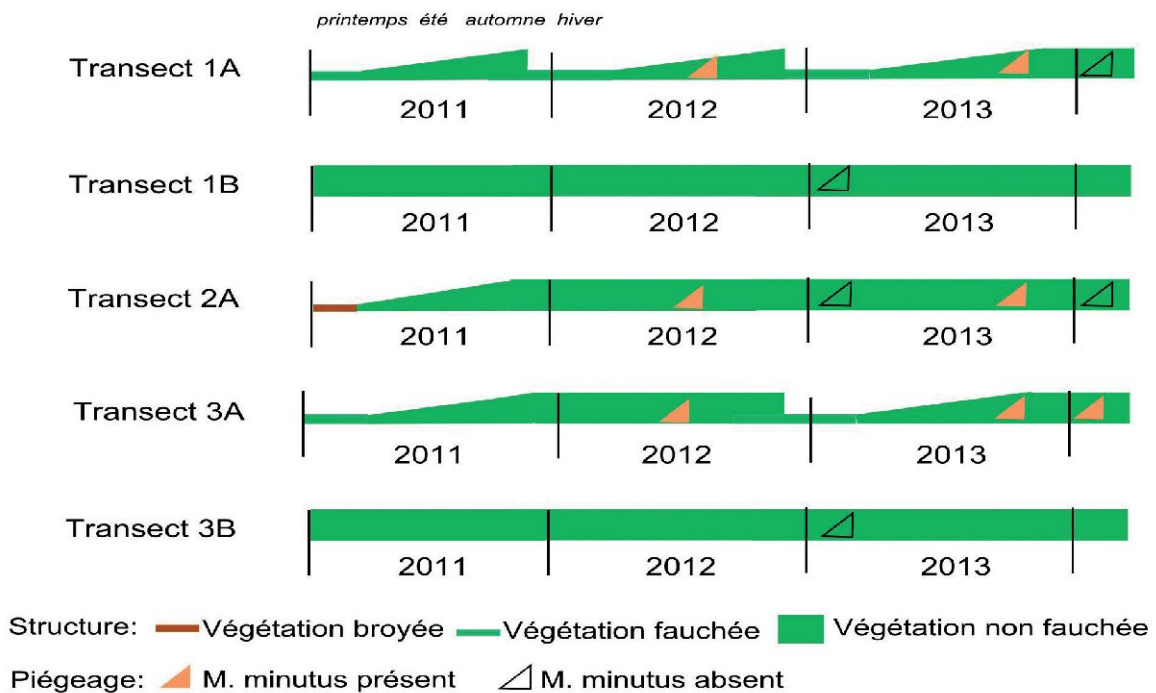 printemps été automne hiver
Transect 1A
2011 2012 2013
Transect 1B
2011 2012 2013
Transect 2A
2011 2012 2013
Transect 3A
2011 2012 2013
Transect 3B
2011 2012 2013
Structure: Végétation broyée Végétation fauchée Végétation non fauchée
Piégeage: M. minutus présent M. minutus absent